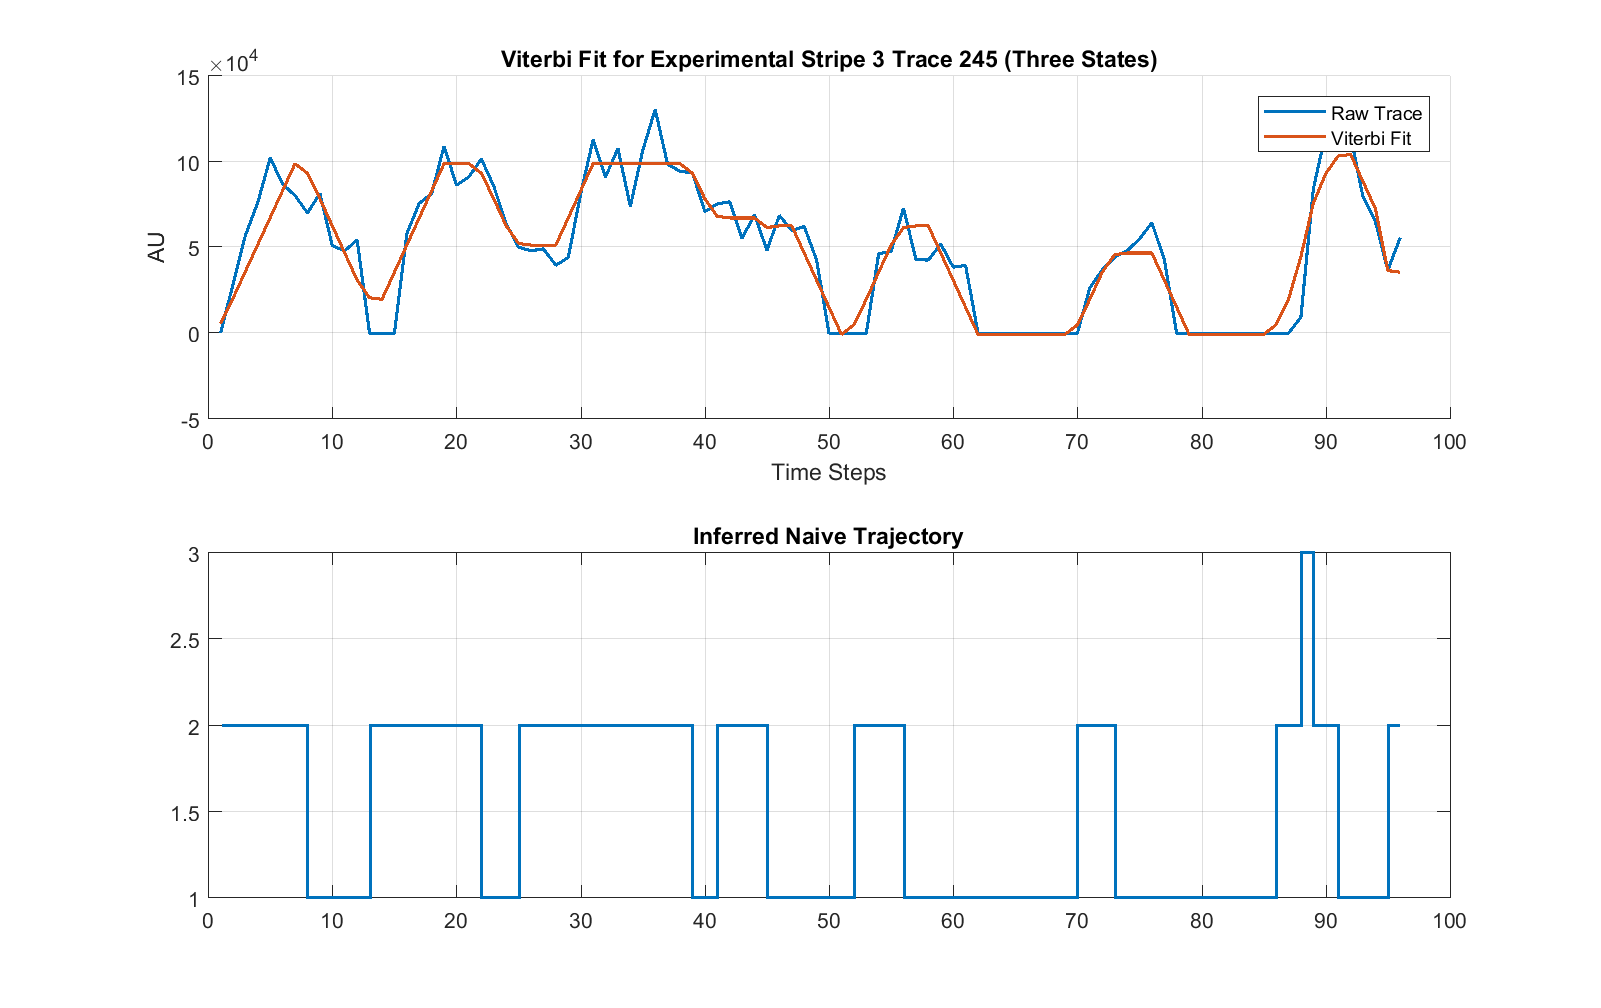 Viterbi Fit for Experimental Stripe 3 Trace 245 (Three States)
×10⁴
15
10
5
0
-5
AU
Raw Trace
Viterbi Fit
0 10 20 30 40 50 60 70 80 90 100
Time Steps
Inferred Naive Trajectory
3
2.5
2
1.5
1
0 10 20 30 40 50 60 70 80 90 100